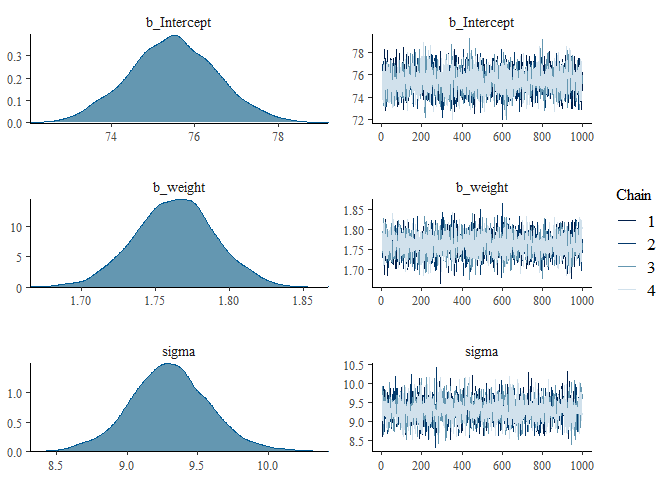 b_Intercept
b_Intercept
0.3
0.2
0.1
0.0
74 76 78
78
76
74
72
0 200 400 600 800 1000
b_weight
b_weight
10
5
0
1.70 1.75 1.80 1.85
1.85
1.80
1.75
1.70
0 200 400 600 800 1000
Chain
1
2
3
4
sigma
sigma
1.0
0.5
0.0
8.5 9.0 9.5 10.0
10.5
10.0
9.5
9.0
8.5
0 200 400 600 800 1000